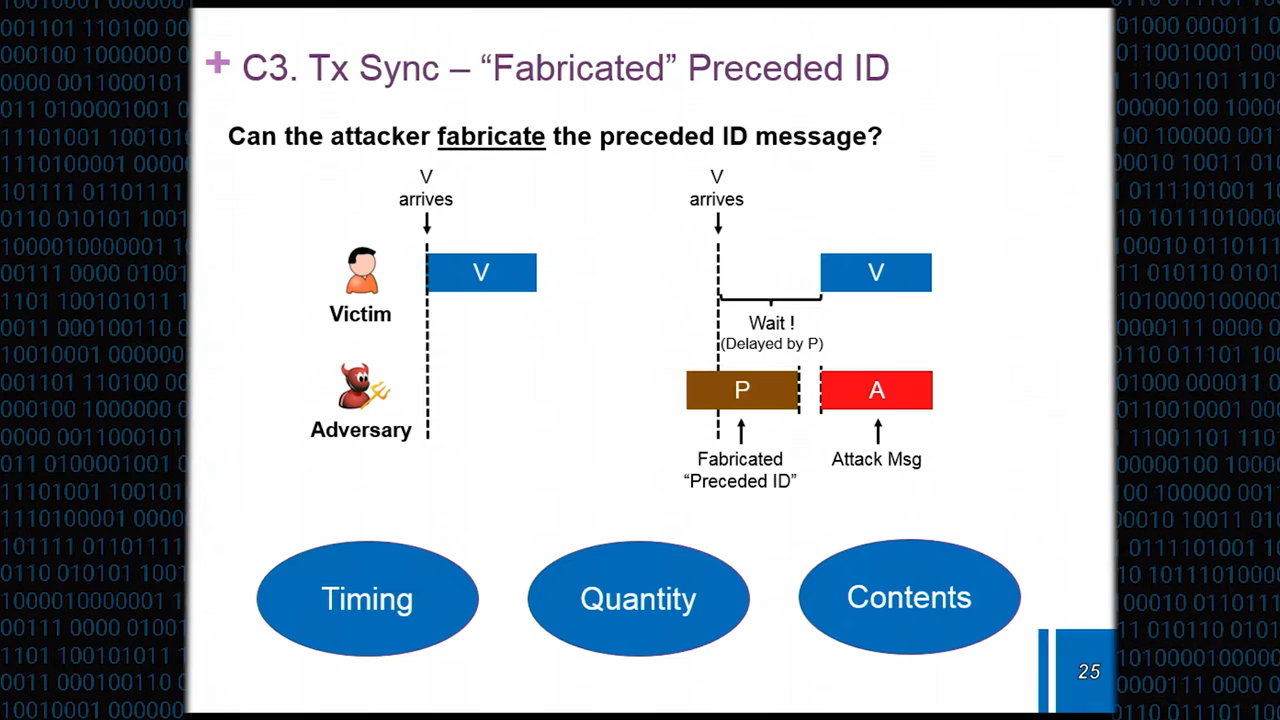 + C3. Tx Sync – “Fabricated” Preceded ID
Can the attacker fabricate the preceded ID message?
V
arrives
V
Victim
Adversary
V
arrives
V
Wait !
(Delayed by P)
P
A
Fabricated
“Preceded ID”
Attack Msg
Timing
Quantity
Contents
25